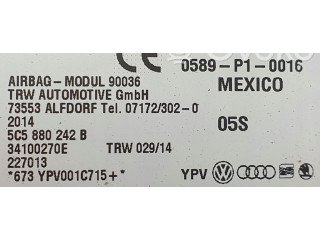 0589-P1-0016
AIRBAG-MODUL 90036
MEXICO
TRW AUTOMOTIVE GmbH
73553 ALFDORF Tel. 07172/302-0
2014
05S
5C5 880 242 B
34100270E TRW 029/14
227013
YPV
*673 YPV001C715+*